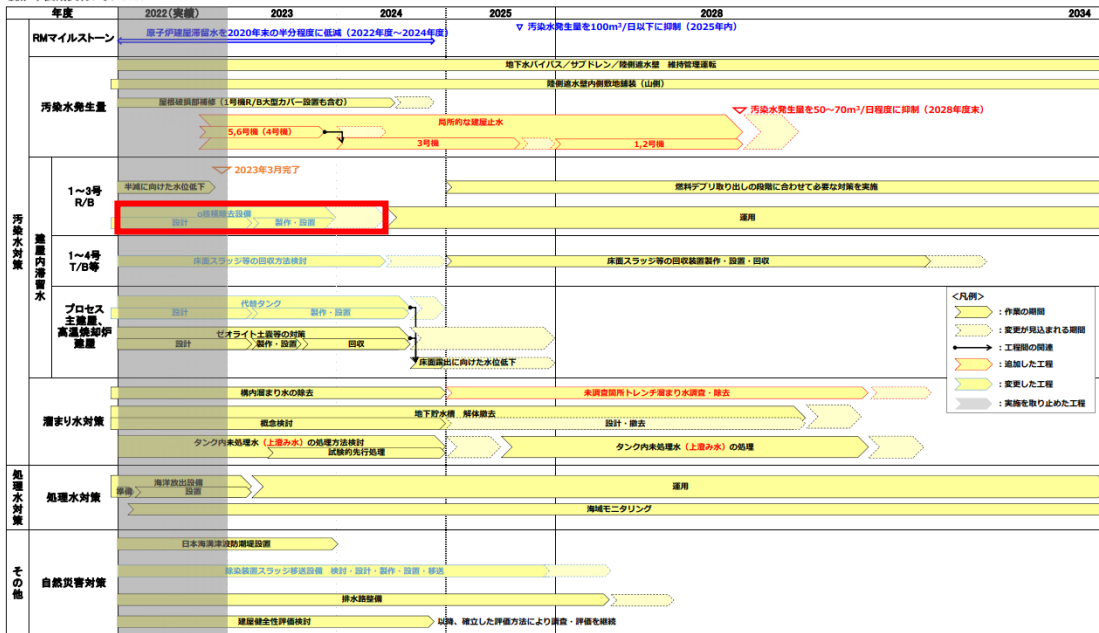 年度 2022(実績) 2023 2024 2025 2028 2034
RMマイルストーン
原子炉建屋滞留水を2020年末の半分程度に低減（2022年度～2024年度）
▽ 汚染水発生量を100m³/日以下に抑制（2025年内）
汚染水対策
汚染水発生量
地下水バイパス／サブドレン／陸側遮水壁 維持管理運転
陸側遮水壁内側敷地舗装（山側）
屋根破損部補修（1号機R/B大型カバー設置も含む）
汚染水発生量を50～70m³/日程度に抑制（2028年度末）
局所的な建屋止水
5,6号機（4号機）
3号機
1,2号機
建屋内滞留水
1～3号
R/B
2023年3月完了
半減に向けた水位低下
燃料デブリ取り出しの段階に合わせて必要な対策を実施
α核種除去設備
設計 製作・設置
運用
1～4号
T/B等
床面スラッジ等の回収方法検討
床面スラッジ等の回収装置製作・設置・回収
プロセス
主建屋、
高温焼却炉
建屋
代替タンク
設計 製作・設置
ゼオライト土嚢等の対策
設計 製作・設置 回収
床面露出に向けた水位低下
<凡例>
：作業の期間
：変更が見込まれる期間
：工程間の関連
：追加した工程
：変更した工程
：実施を取り止めた工程
溜まり水対策
構内溜まり水の除去
未調査箇所トレンチ溜まり水調査・除去
地下貯水槽 解体撤去
概念検討
設計・撤去
タンク内未処理水（上澄み水）の処理方法検討
試験的先行処理
タンク内未処理水（上澄み水）の処理
処理水対策
処理水対策
海洋放出設備
準備 設置
運用
海域モニタリング
その他
自然災害対策
日本海溝津波防潮堤設置
除染装置スラッジ移送設備 検討・設計・製作・設置・移送
排水路整備
建屋健全性評価検討
以降、確立した評価方法により調査・評価を継続